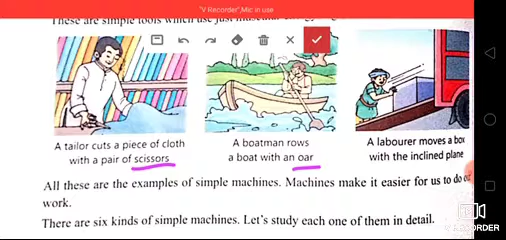 "V Recorder",Mic in use
These are simple tools which use just muscular
A tailor cuts a piece of cloth
with a pair of scissors
A boatman rows
a boat with an oar
A labourer moves a box
with the inclined plane
All these are the examples of simple machines. Machines make it easier for us to do our
work.
There are six kinds of simple machines. Let's study each one of them in detail.
V RECORDER